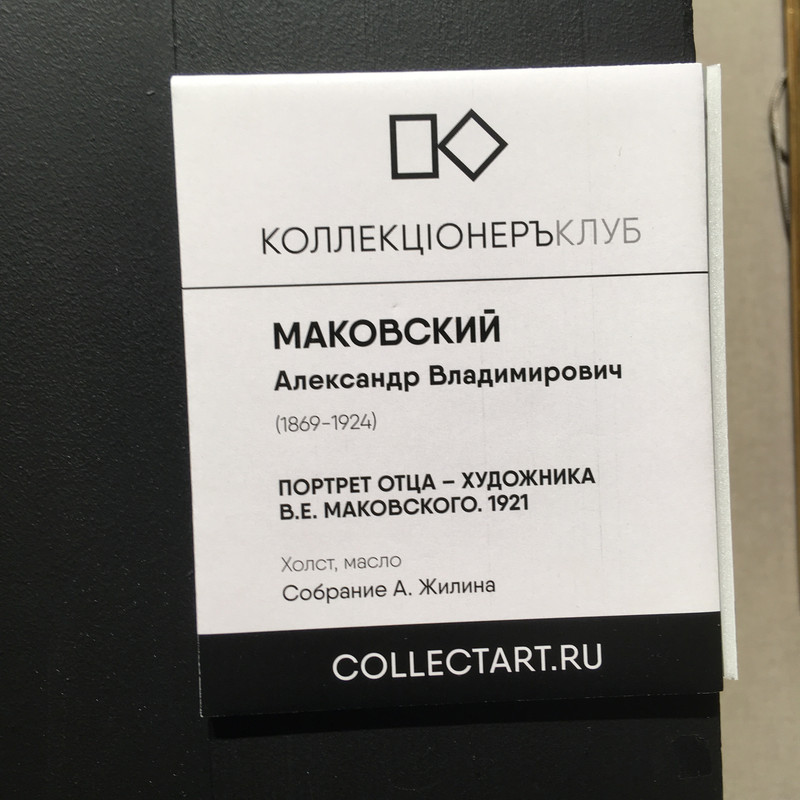 КОЛЛЕКЦІОНЕРЪКЛУБ
МАКОВСКИЙ
Александр Владимирович
(1869-1924)
ПОРТРЕТ ОТЦА – ХУДОЖНИКА
В.Е. МАКОВСКОГО. 1921
Холст, масло
Собрание А. Жилина
COLLECTART.RU